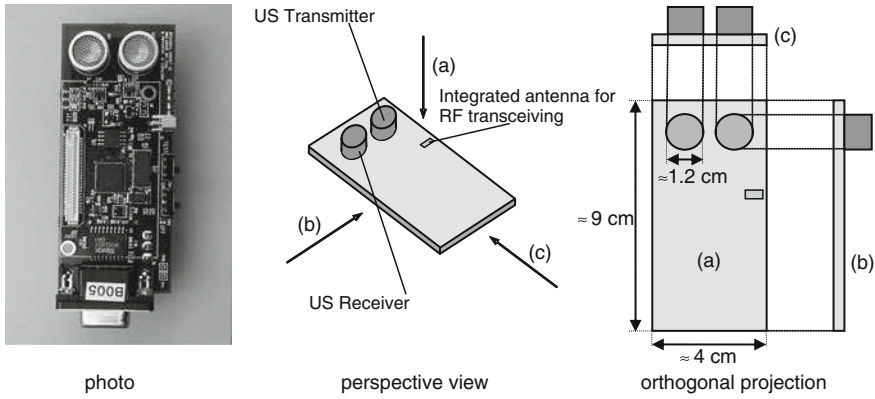 US Transmitter
(a)
Integrated antenna for
RF transceiving
(b)
(c)
US Receiver
(c)
≈1.2 cm
≈ 9 cm
(a)
(b)
≈ 4 cm
B005
photo
perspective view
orthogonal projection